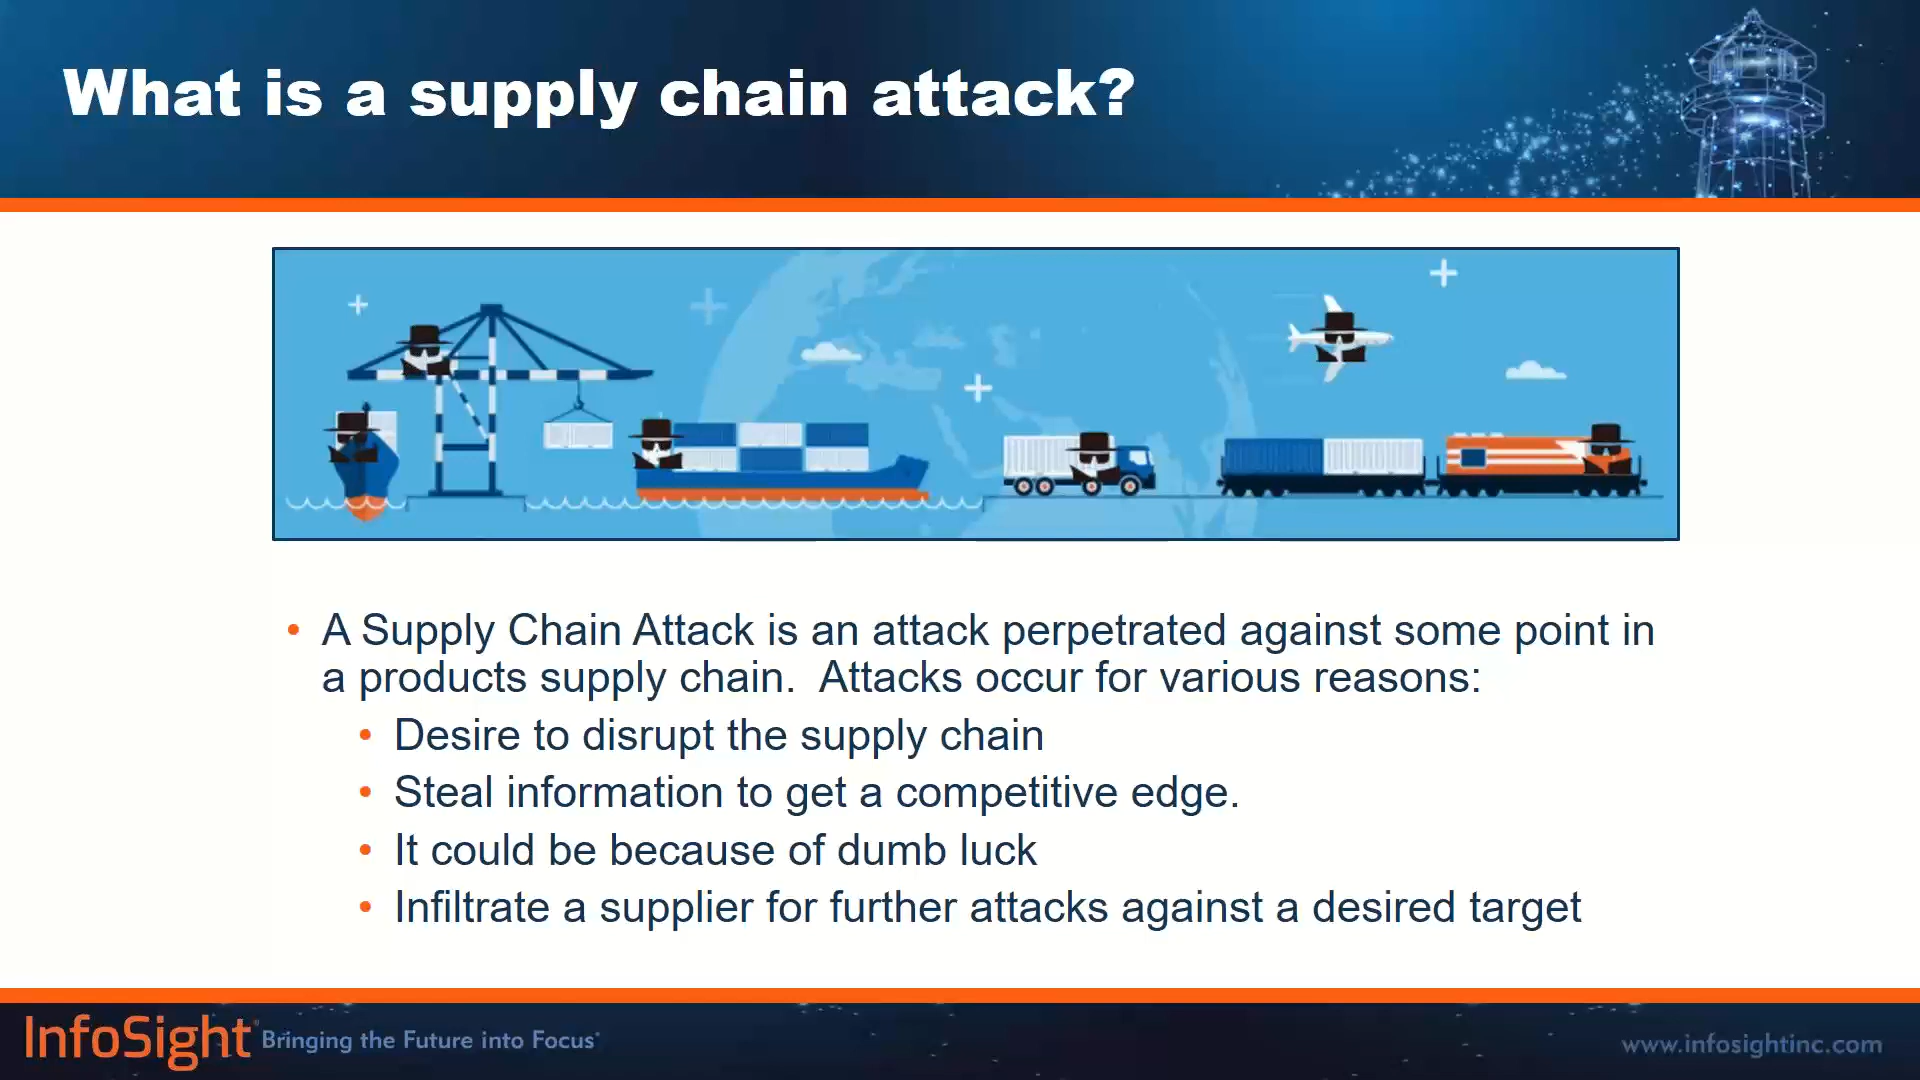 What is a supply chain attack?
• A Supply Chain Attack is an attack perpetrated against some point in
a products supply chain.  Attacks occur for various reasons:
• Desire to disrupt the supply chain
• Steal information to get a competitive edge.
• It could be because of dumb luck
• Infiltrate a supplier for further attacks against a desired target
InfoSight® Bringing the Future into Focus®
www.infosightinc.com